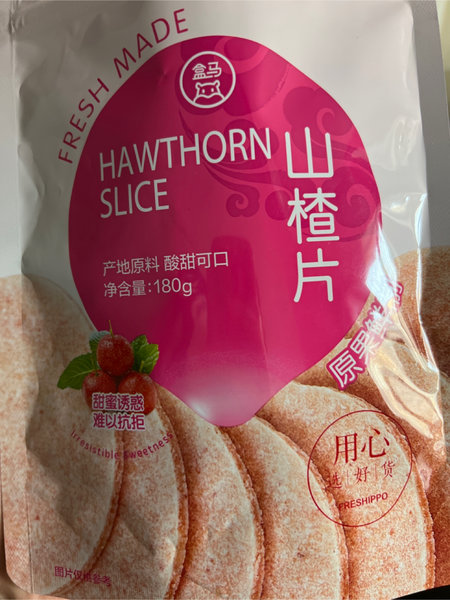 FRESH MADE
盒马
HAWTHORN
SLICE
山楂片
产地原料 酸甜可口
净含量:180g
原果鲜
甜蜜诱惑
难以抗拒
Irresistible sweetness
用心
选好货
FRESHIPPO
图片仅供参考